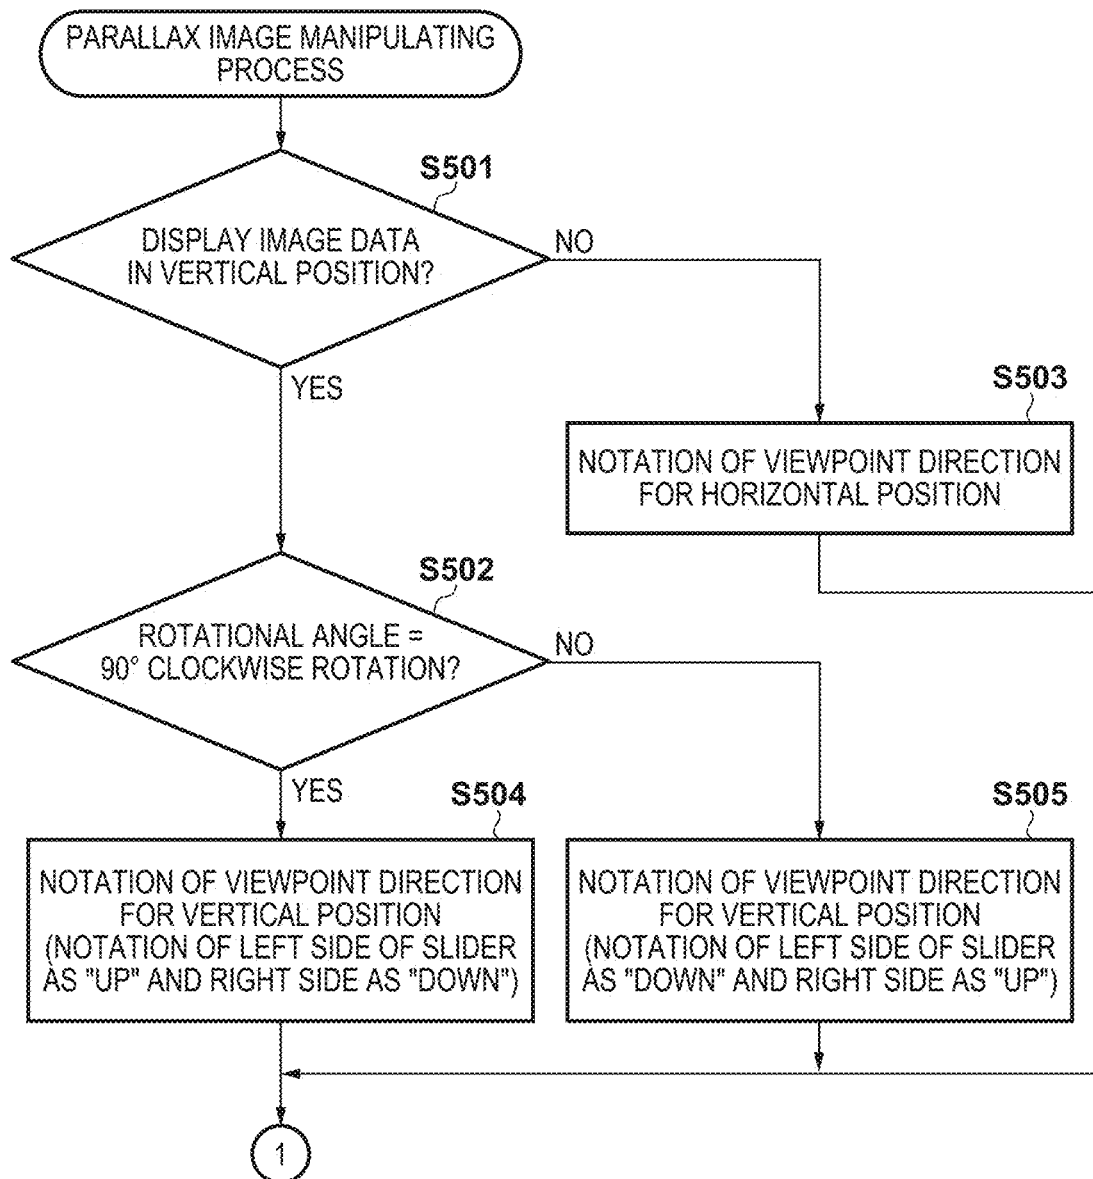 PARALLAX IMAGE MANIPULATING
PROCESS
S501
DISPLAY IMAGE DATA
IN VERTICAL POSITION?
NO
YES
S503
NOTATION OF VIEWPOINT DIRECTION
FOR HORIZONTAL POSITION
S502
ROTATIONAL ANGLE =
90° CLOCKWISE ROTATION?
NO
YES
S504
NOTATION OF VIEWPOINT DIRECTION
FOR VERTICAL POSITION
(NOTATION OF LEFT SIDE OF SLIDER
AS "UP" AND RIGHT SIDE AS "DOWN")
S505
NOTATION OF VIEWPOINT DIRECTION
FOR VERTICAL POSITION
(NOTATION OF LEFT SIDE OF SLIDER
AS "DOWN" AND RIGHT SIDE AS "UP")
1